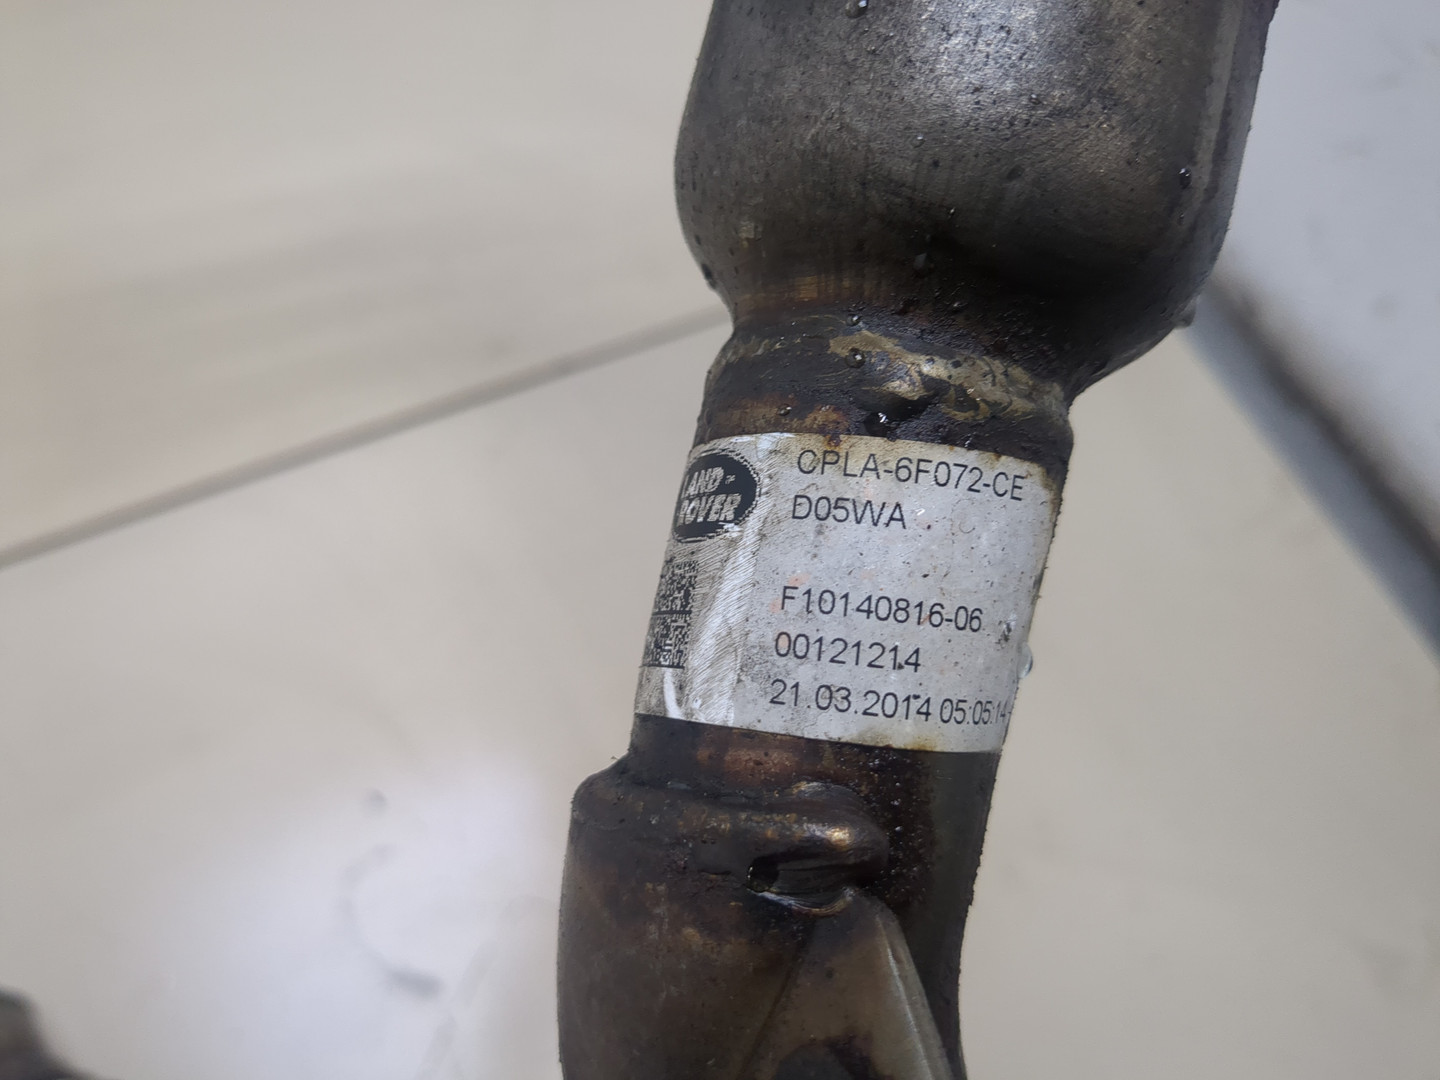 LAND
ROVER
CPLA-6F072-CE
D05WA
F10140816-06
00121214
21.03.2014 05:05:14